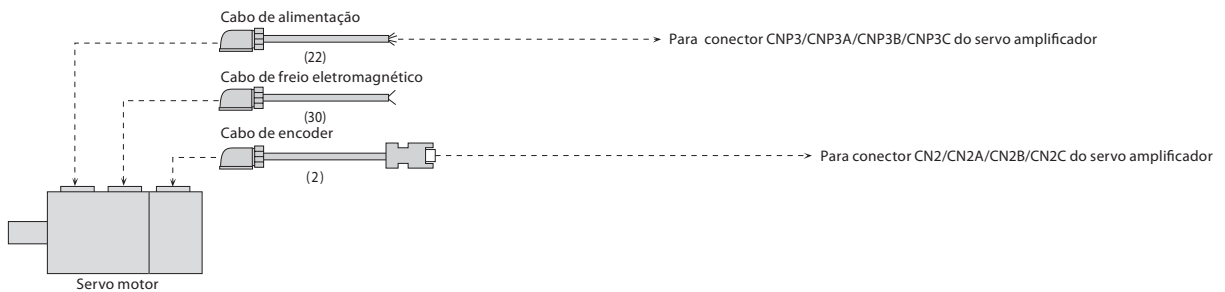 Cabo de alimentação
Para conector CNP3/CNP3A/CNP3B/CNP3C do servo amplificador
(22)
Cabo de freio eletromagnético
(30)
Cabo de encoder
Para conector CN2/CN2A/CN2B/CN2C do servo amplificador
(2)
Servo motor